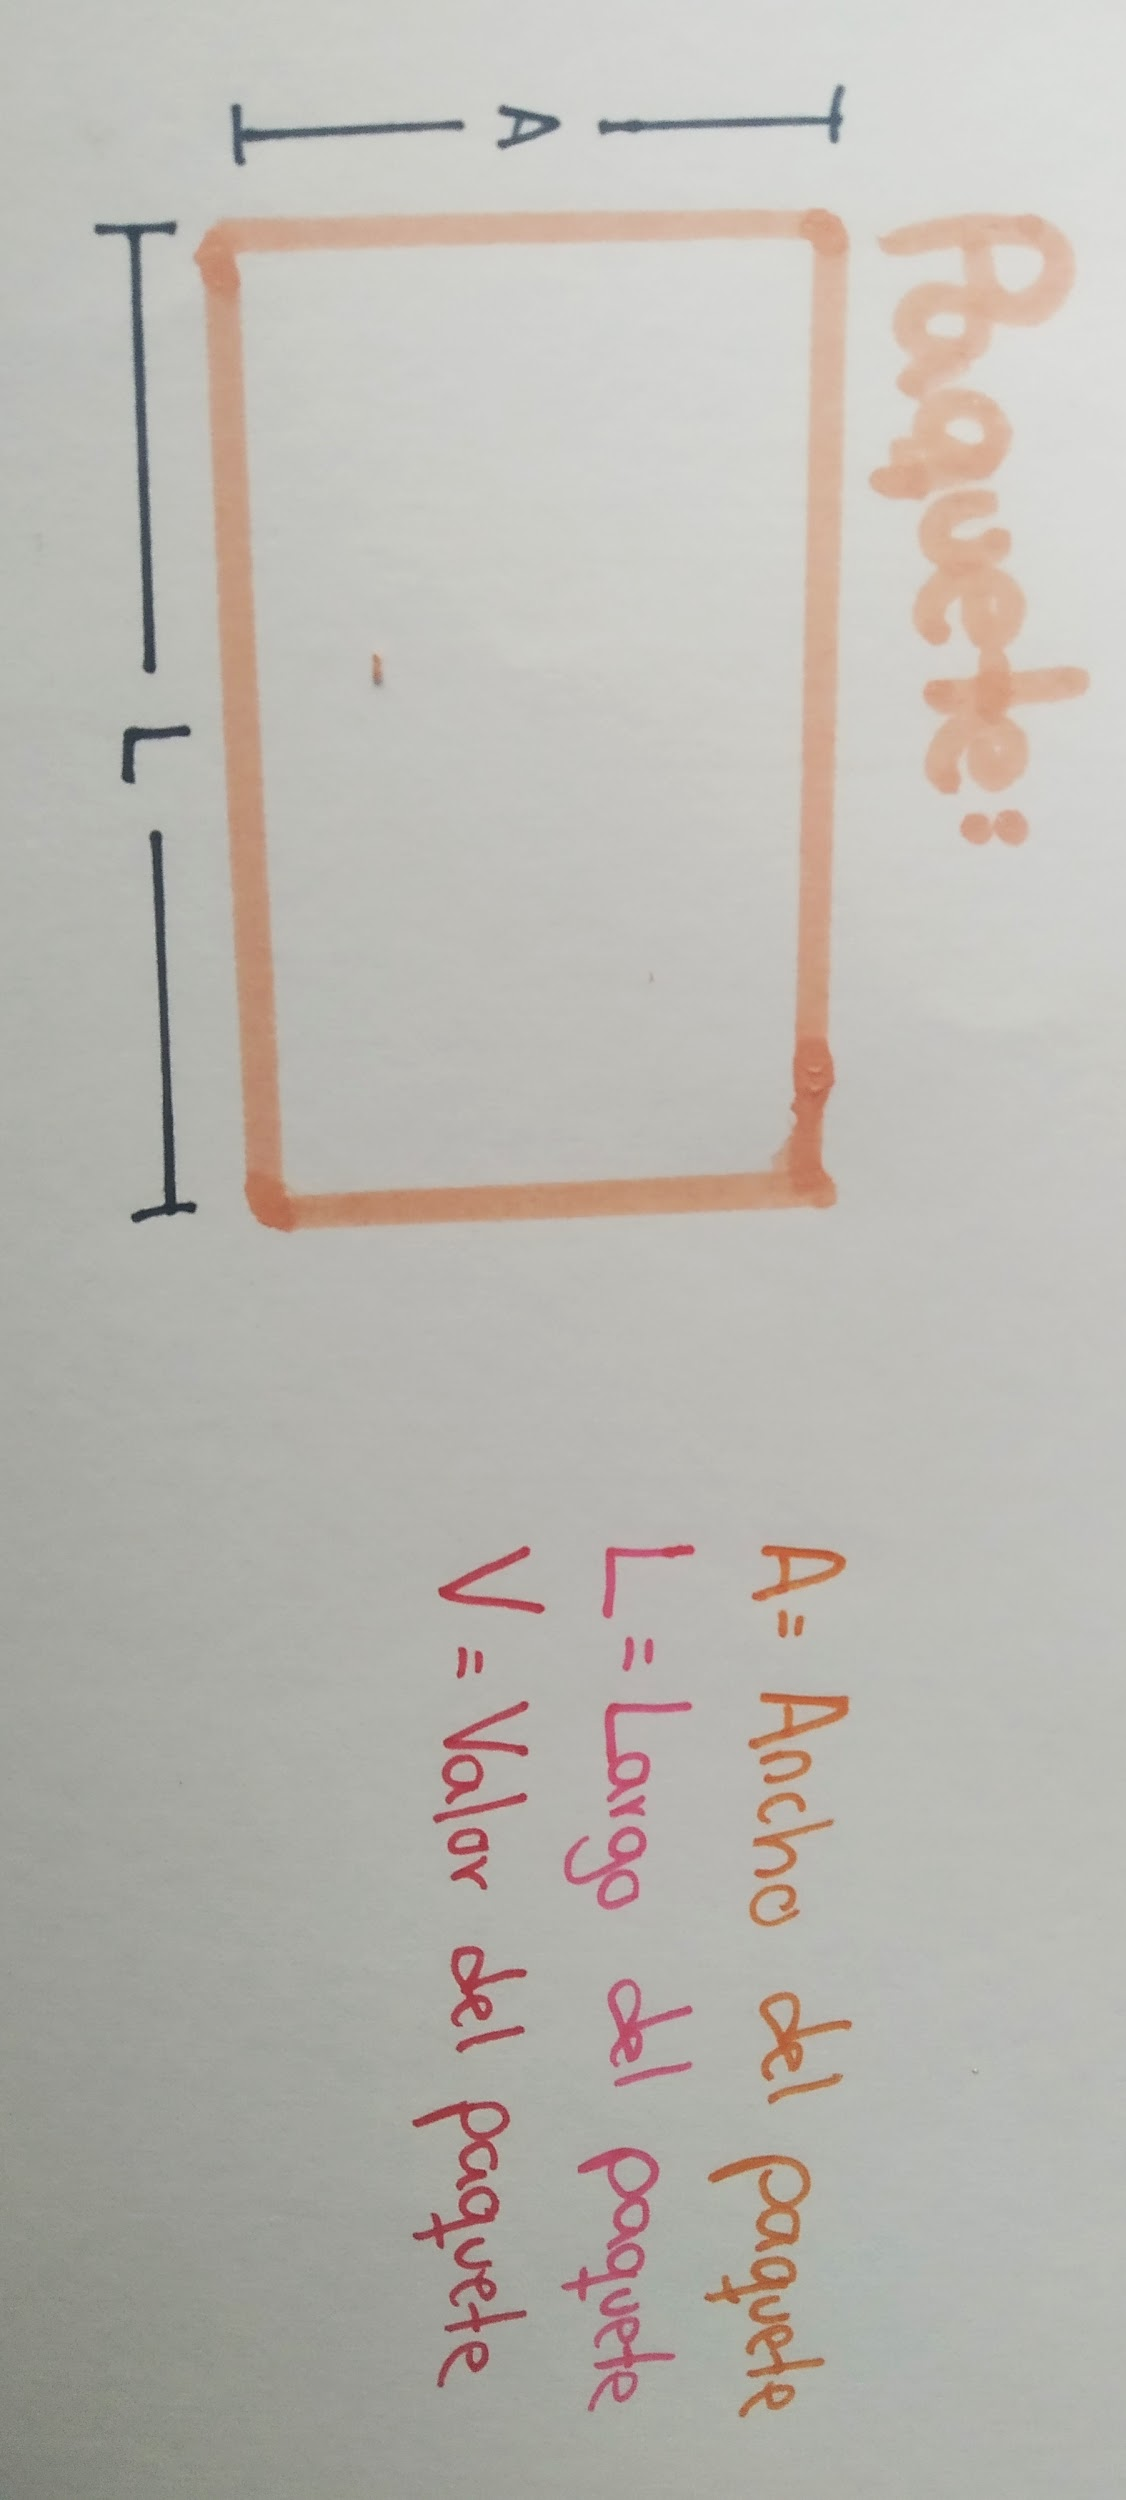 Paquete:
A
L
A= Ancho del paquete
L = Largo del paquete
V = Valor del paquete